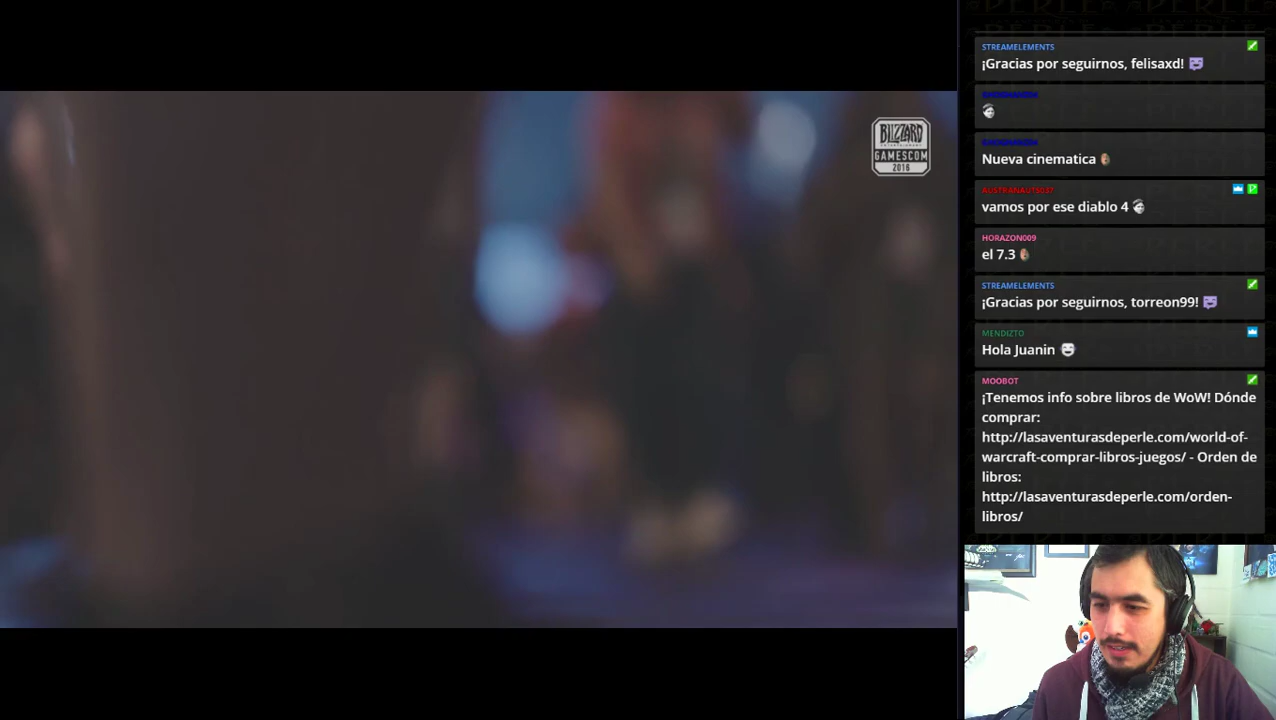 BLIZZARD
ENTERTAINMENT
GAMESCOM
2016
STREAMELEMENTS
¡Gracias por seguirnos, felisaxd!
Nueva cinematica
vamos por ese diablo 4
HORAZON009
el 7.3
STREAMELEMENTS
¡Gracias por seguirnos, torreon99!
MENDIZTO
Hola Juanin
MOOBOT
¡Tenemos info sobre libros de WoW! Dónde
comprar:
http://lasaventurasdeperle.com/world-of-
warcraft-comprar-libros-juegos/ - Orden de
libros:
http://lasaventurasdeperle.com/orden-
libros/